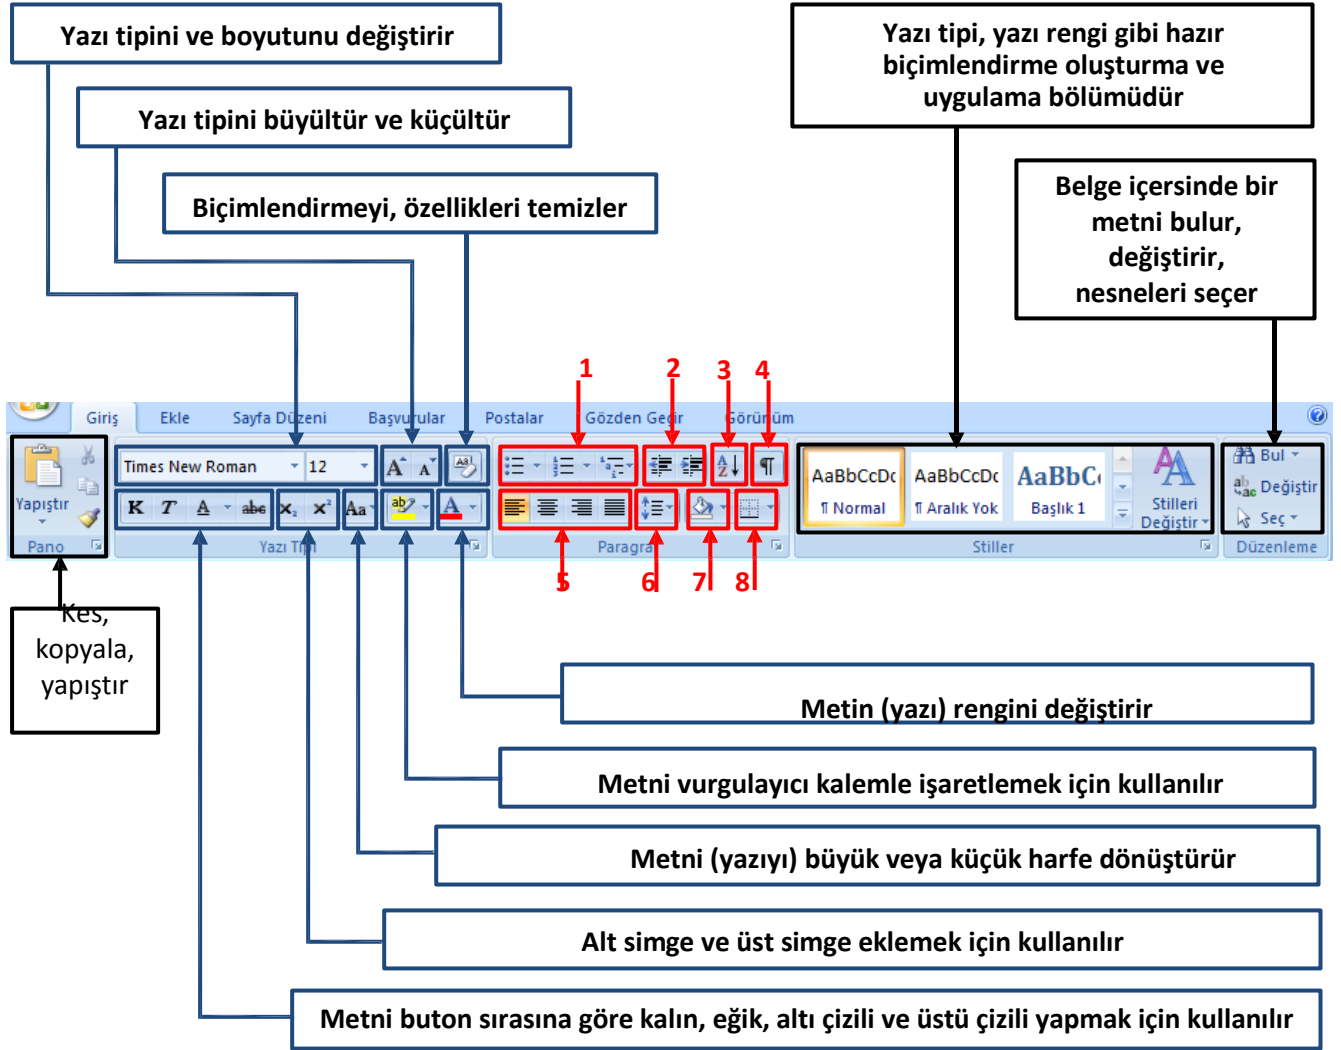 Yazı tipini ve boyutunu değiştirir
Yazı tipini büyültür ve küçültür
Biçimlendirmeyi, özellikleri temizler
Yazı tipi, yazı rengi gibi hazır
biçimlendirme oluşturma ve
uygulama bölümüdür
Belge içersinde bir
metni bulur,
değiştirir,
nesneleri seçer
1 2 3 4
Giriş Ekle Sayfa Düzeni Başvurular Postalar Gözden Geçir Görünüm
Yapıştır
Pano
Times New Roman 12 A A Aa
K T A abc x₂ x² Aa ab A
Yazı Tipi
A Z ¶
Paragraf
AaBbCcDc AaBbCcDc AaBbC
¶ Normal ¶ Aralık Yok Başlık 1
Stilleri
Değiştir
Stiller
Bul
Değiştir
Seç
Düzenleme
5 6 7 8
Kes,
kopyala,
yapıştır
Metin (yazı) rengini değiştirir
Metni vurgulayıcı kalemle işaretlemek için kullanılır
Metni (yazıyı) büyük veya küçük harfe dönüştürür
Alt simge ve üst simge eklemek için kullanılır
Metni buton sırasına göre kalın, eğik, altı çizili ve üstü çizili yapmak için kullanılır